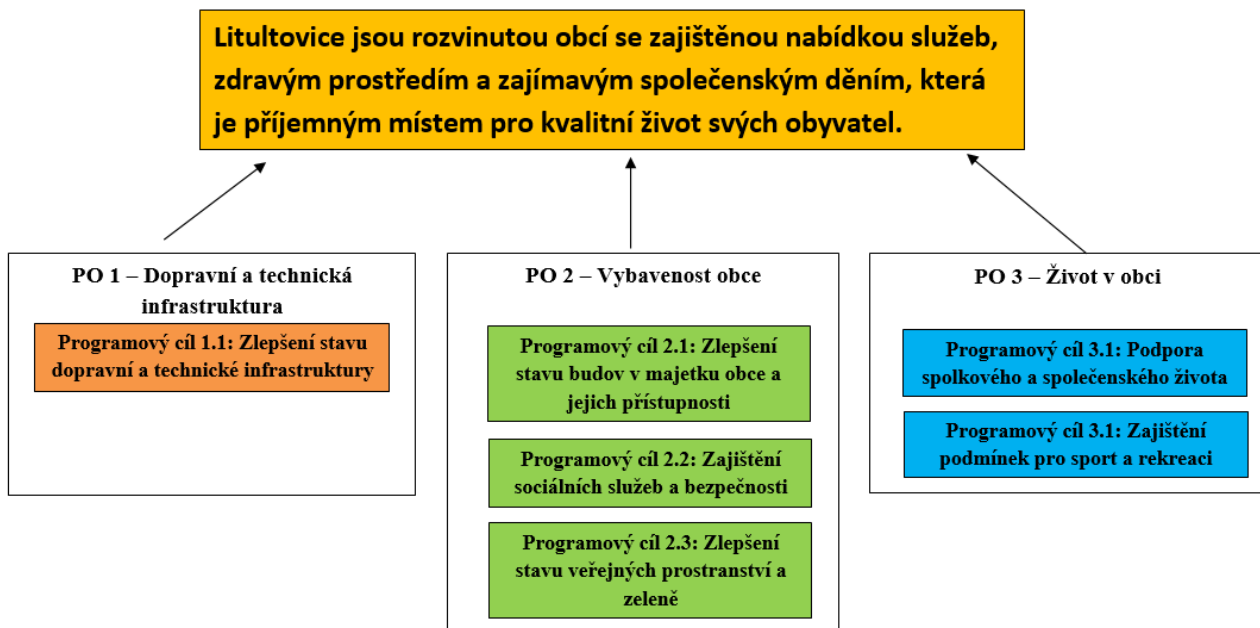 Litultovice jsou rozvinutou obcí se zajištěnou nabídkou služeb,
zdravým prostředím a zajímavým společenským děním, která
je příjemným místem pro kvalitní život svých obyvatel.
PO 1 – Dopravní a technická
infrastruktura
Programový cíl 1.1: Zlepšení stavu
dopravní a technické infrastruktury
PO 2 – Vybavenost obce
Programový cíl 2.1: Zlepšení
stavu budov v majetku obce a
jejich přístupnosti
Programový cíl 2.2: Zajištění
sociálních služeb a bezpečnosti
Programový cíl 2.3: Zlepšení
stavu veřejných prostranství a
zeleně
PO 3 – Život v obci
Programový cíl 3.1: Podpora
spolkového a společenského života
Programový cíl 3.1: Zajištění
podmínek pro sport a rekreaci